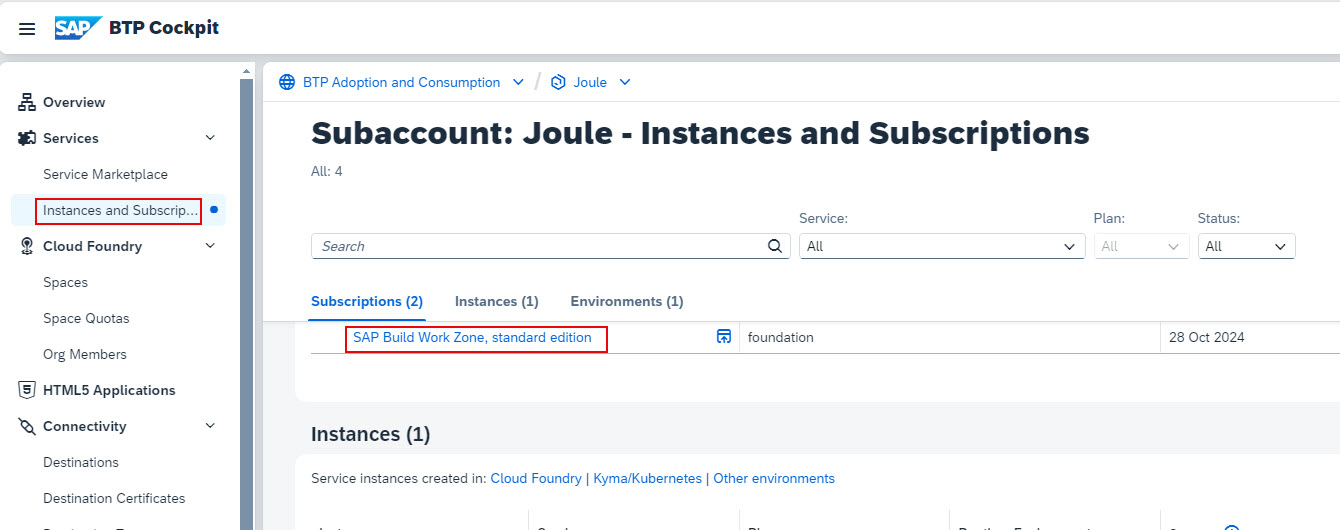 SAP BTP Cockpit
Overview
Services
Service Marketplace
Instances and Subscrip...
Cloud Foundry
Spaces
Space Quotas
Org Members
HTML5 Applications
Connectivity
Destinations
Destination Certificates
BTP Adoption and Consumption / Joule
Subaccount: Joule - Instances and Subscriptions
All: 4
Service: Plan: Status:
Search All All All
Subscriptions (2) Instances (1) Environments (1)
SAP Build Work Zone, standard edition foundation 28 Oct 2024
Instances (1)
Service instances created in: Cloud Foundry | Kyma/Kubernetes | Other environments